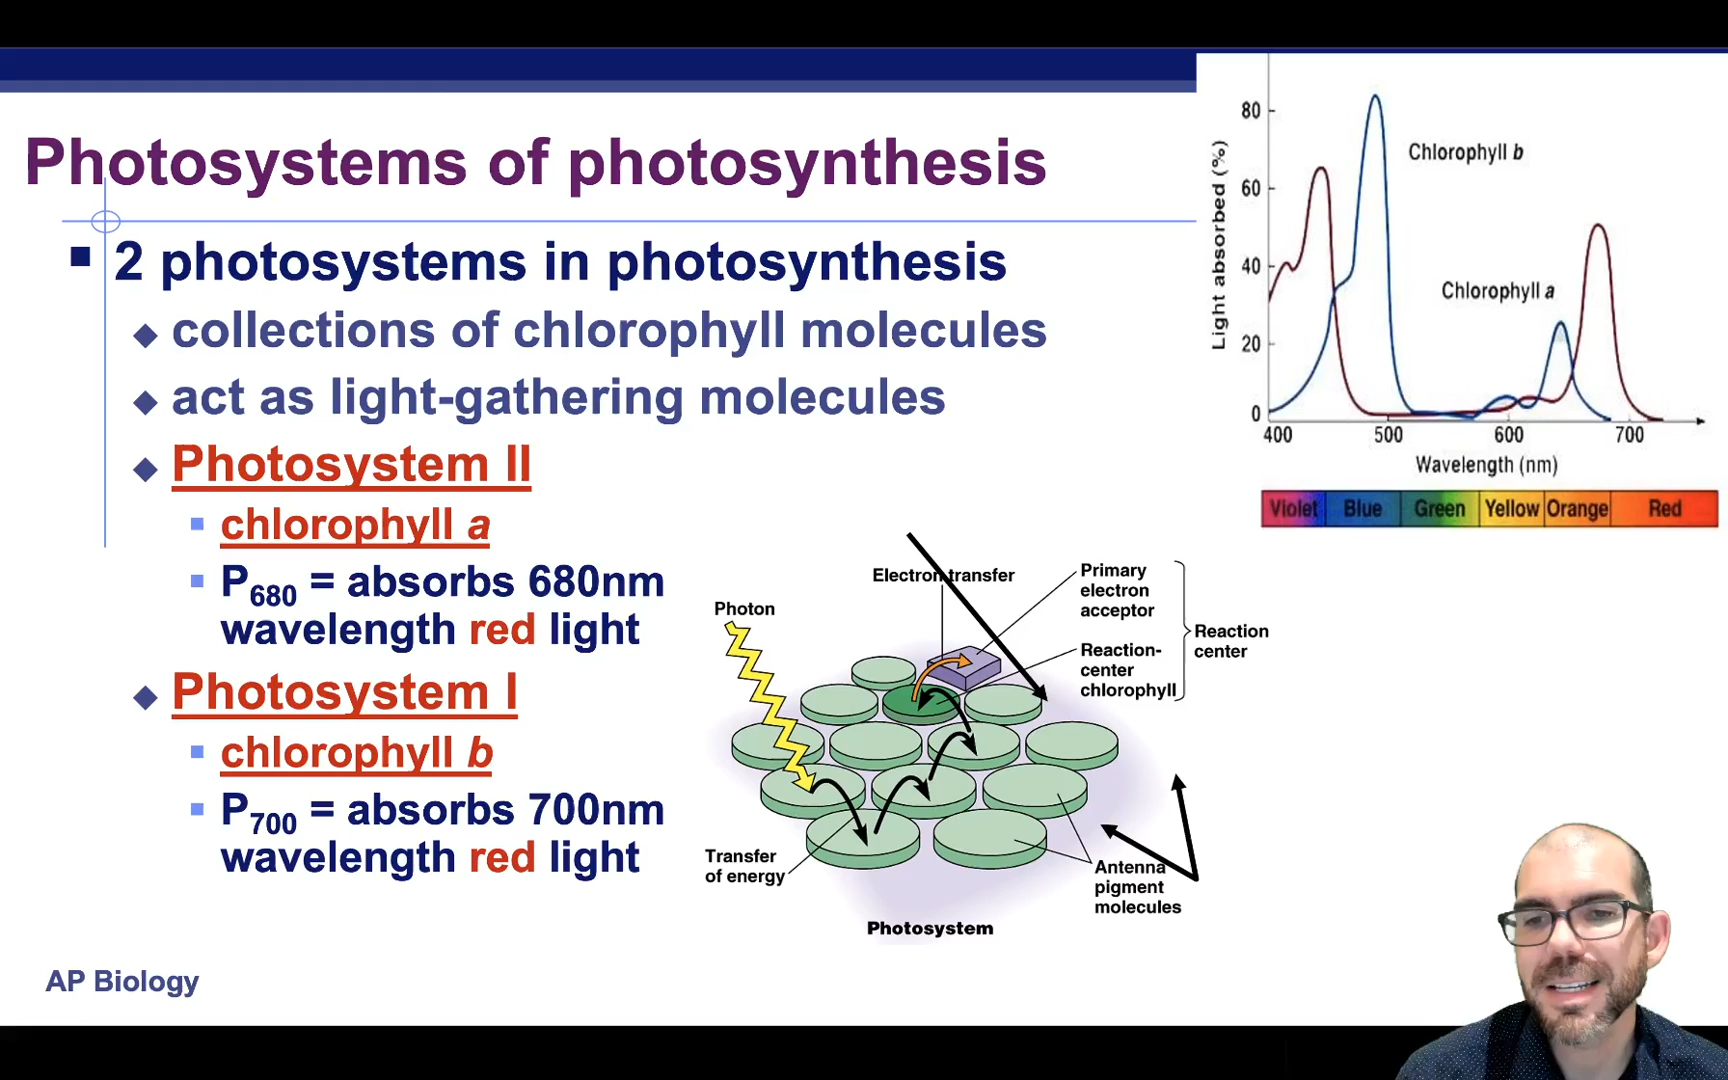 Photosystems of photosynthesis
2 photosystems in photosynthesis
collections of chlorophyll molecules
act as light-gathering molecules
Photosystem II
chlorophyll a
P680 = absorbs 680nm
wavelength red light
Photosystem I
chlorophyll b
P700 = absorbs 700nm
wavelength red light
AP Biology
Light absorbed (%)
80
60
40
20
0
Chlorophyll b
Chlorophyll a
400 500 600 700
Wavelength (nm)
Violet Blue Green Yellow Orange Red
Photon
Electron transfer
Primary
electron
acceptor
Reaction-
center
chlorophyll
Reaction
center
Transfer
of energy
Antenna
pigment
molecules
Photosystem